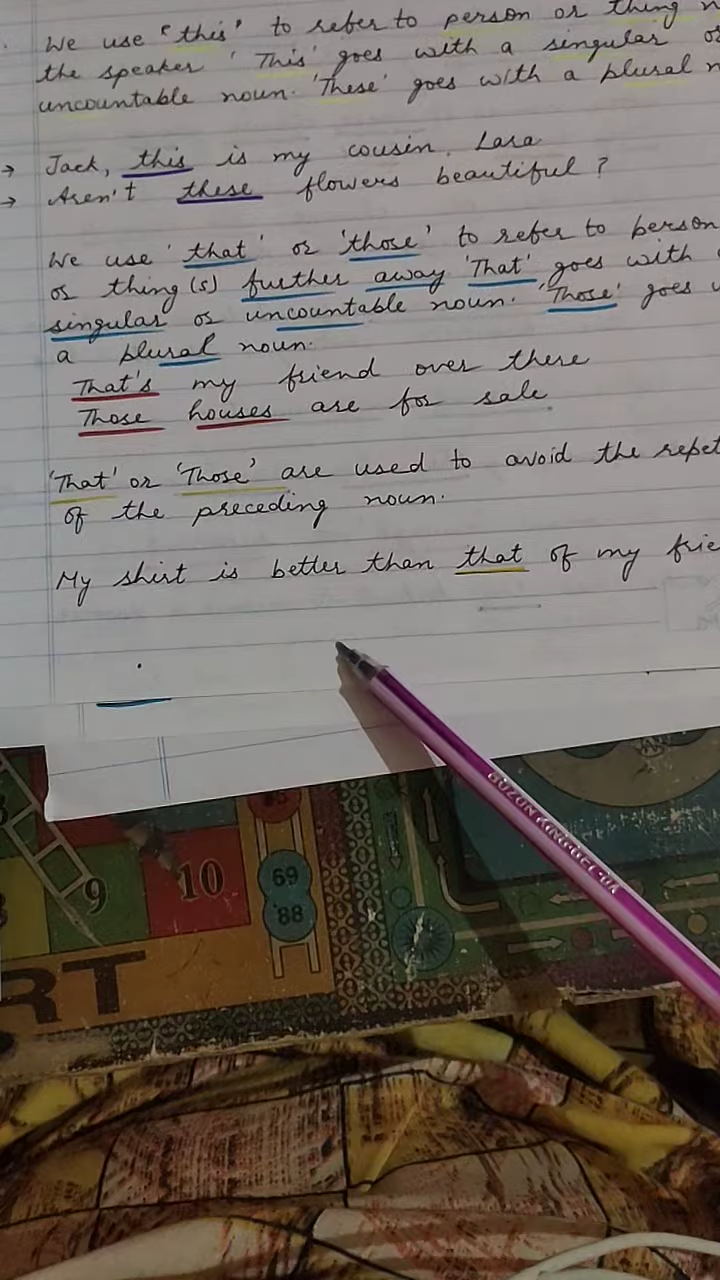 We use "this" to refer to person or thing
the speaker 'This' goes with a singular or
uncountable noun. 'These' goes with a plural
→ Jack, this is my cousin, Lara
→ Aren't these flowers beautiful ?
We use 'that' or 'those' to refer to person
or thing(s) further away 'That' goes with
singular or uncountable noun. 'Those' goes
a plural noun.
That's my friend over there
Those houses are for sale
'That' or 'Those' are used to avoid the repet
of the preceding noun.
My shirt is better than that of my frie
9
10
69
88
RT